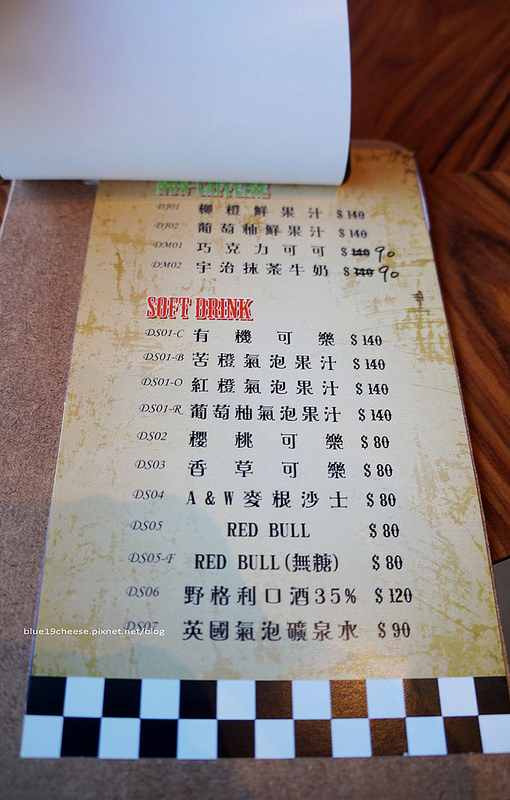 NON-CAFFEINE
DJ01 柳橙鮮果汁 $140
DJ02 葡萄柚鮮果汁 $140
DM01 巧克力可可 $140 90
DM02 宇治抹茶牛奶 $140 90
SOFT DRINK
DS01-C 有機可樂 $140
DS01-B 苦橙氣泡果汁 $140
DS01-O 紅橙氣泡果汁 $140
DS01-R 葡萄柚氣泡果汁 $140
DS02 櫻桃可樂 $80
DS03 香草可樂 $80
DS04 A&W麥根沙士 $80
DS05 RED BULL $80
DS05-F RED BULL(無糖) $80
DS06 野格利口酒35% $120
DS07 英國氣泡礦泉水 $90
blue19cheese.pixnet.net/blog